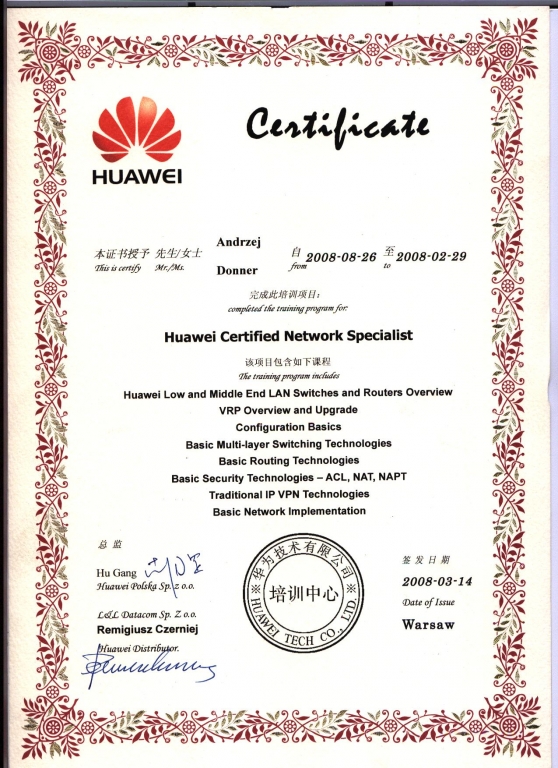 Certificate
HUAWEI
本证书授予 先生/女士 Andrzej 自 2008-08-26 至 2008-02-29
This is certify Mr./Ms. Donner from to
完成此培训项目：
completed the training program for:
Huawei Certified Network Specialist
该项目包含如下课程
The training program includes
Huawei Low and Middle End LAN Switches and Routers Overview
VRP Overview and Upgrade
Configuration Basics
Basic Multi-layer Switching Technologies
Basic Routing Technologies
Basic Security Technologies – ACL, NAT, NAPT
Traditional IP VPN Technologies
Basic Network Implementation
总 监
Hu Gang
Huawei Polska Sp. z o.o.
L&L Datacom Sp. Z o.o.
Remigiusz Czerniej
Huawei Distributor.
华为技术有限公司
培训中心
HUAWEI TECH CO., LTD.
签 发 日 期
2008-03-14
Date of Issue
Warsaw